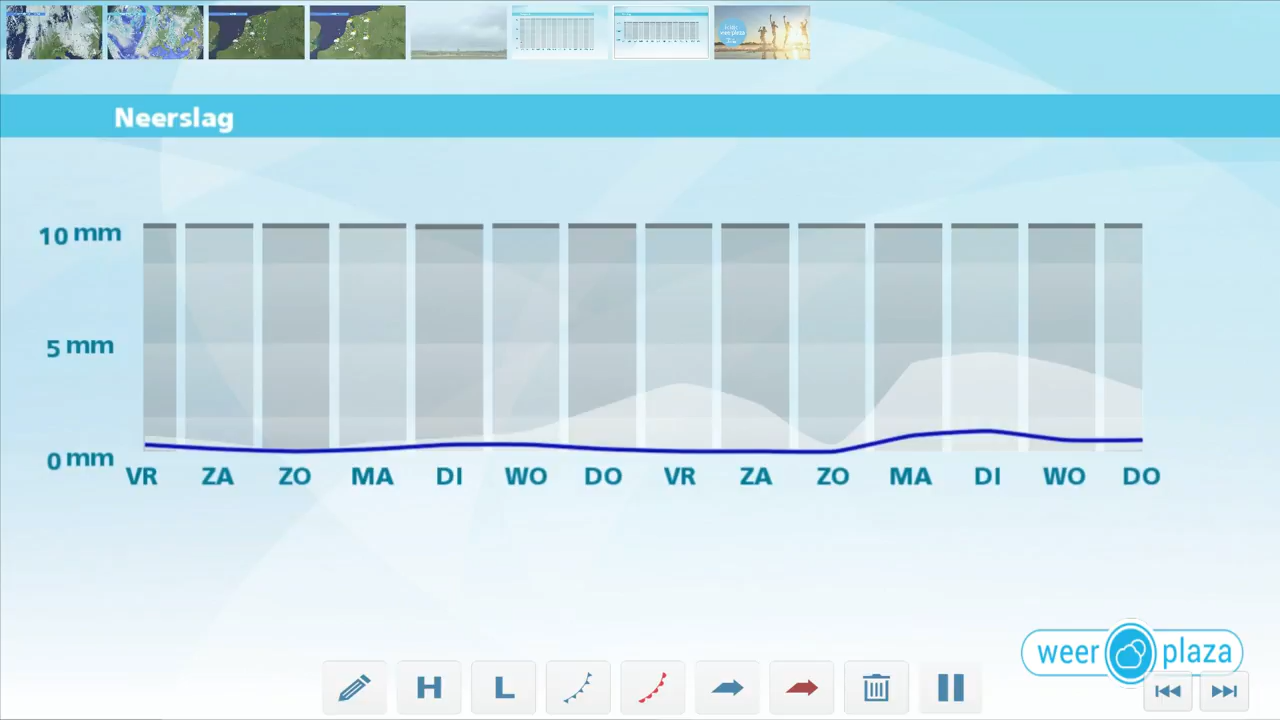 Neerslag
10 mm
5 mm
0 mm
VR ZA ZO MA DI WO DO VR ZA ZO MA DI WO DO
weer plaza
H L